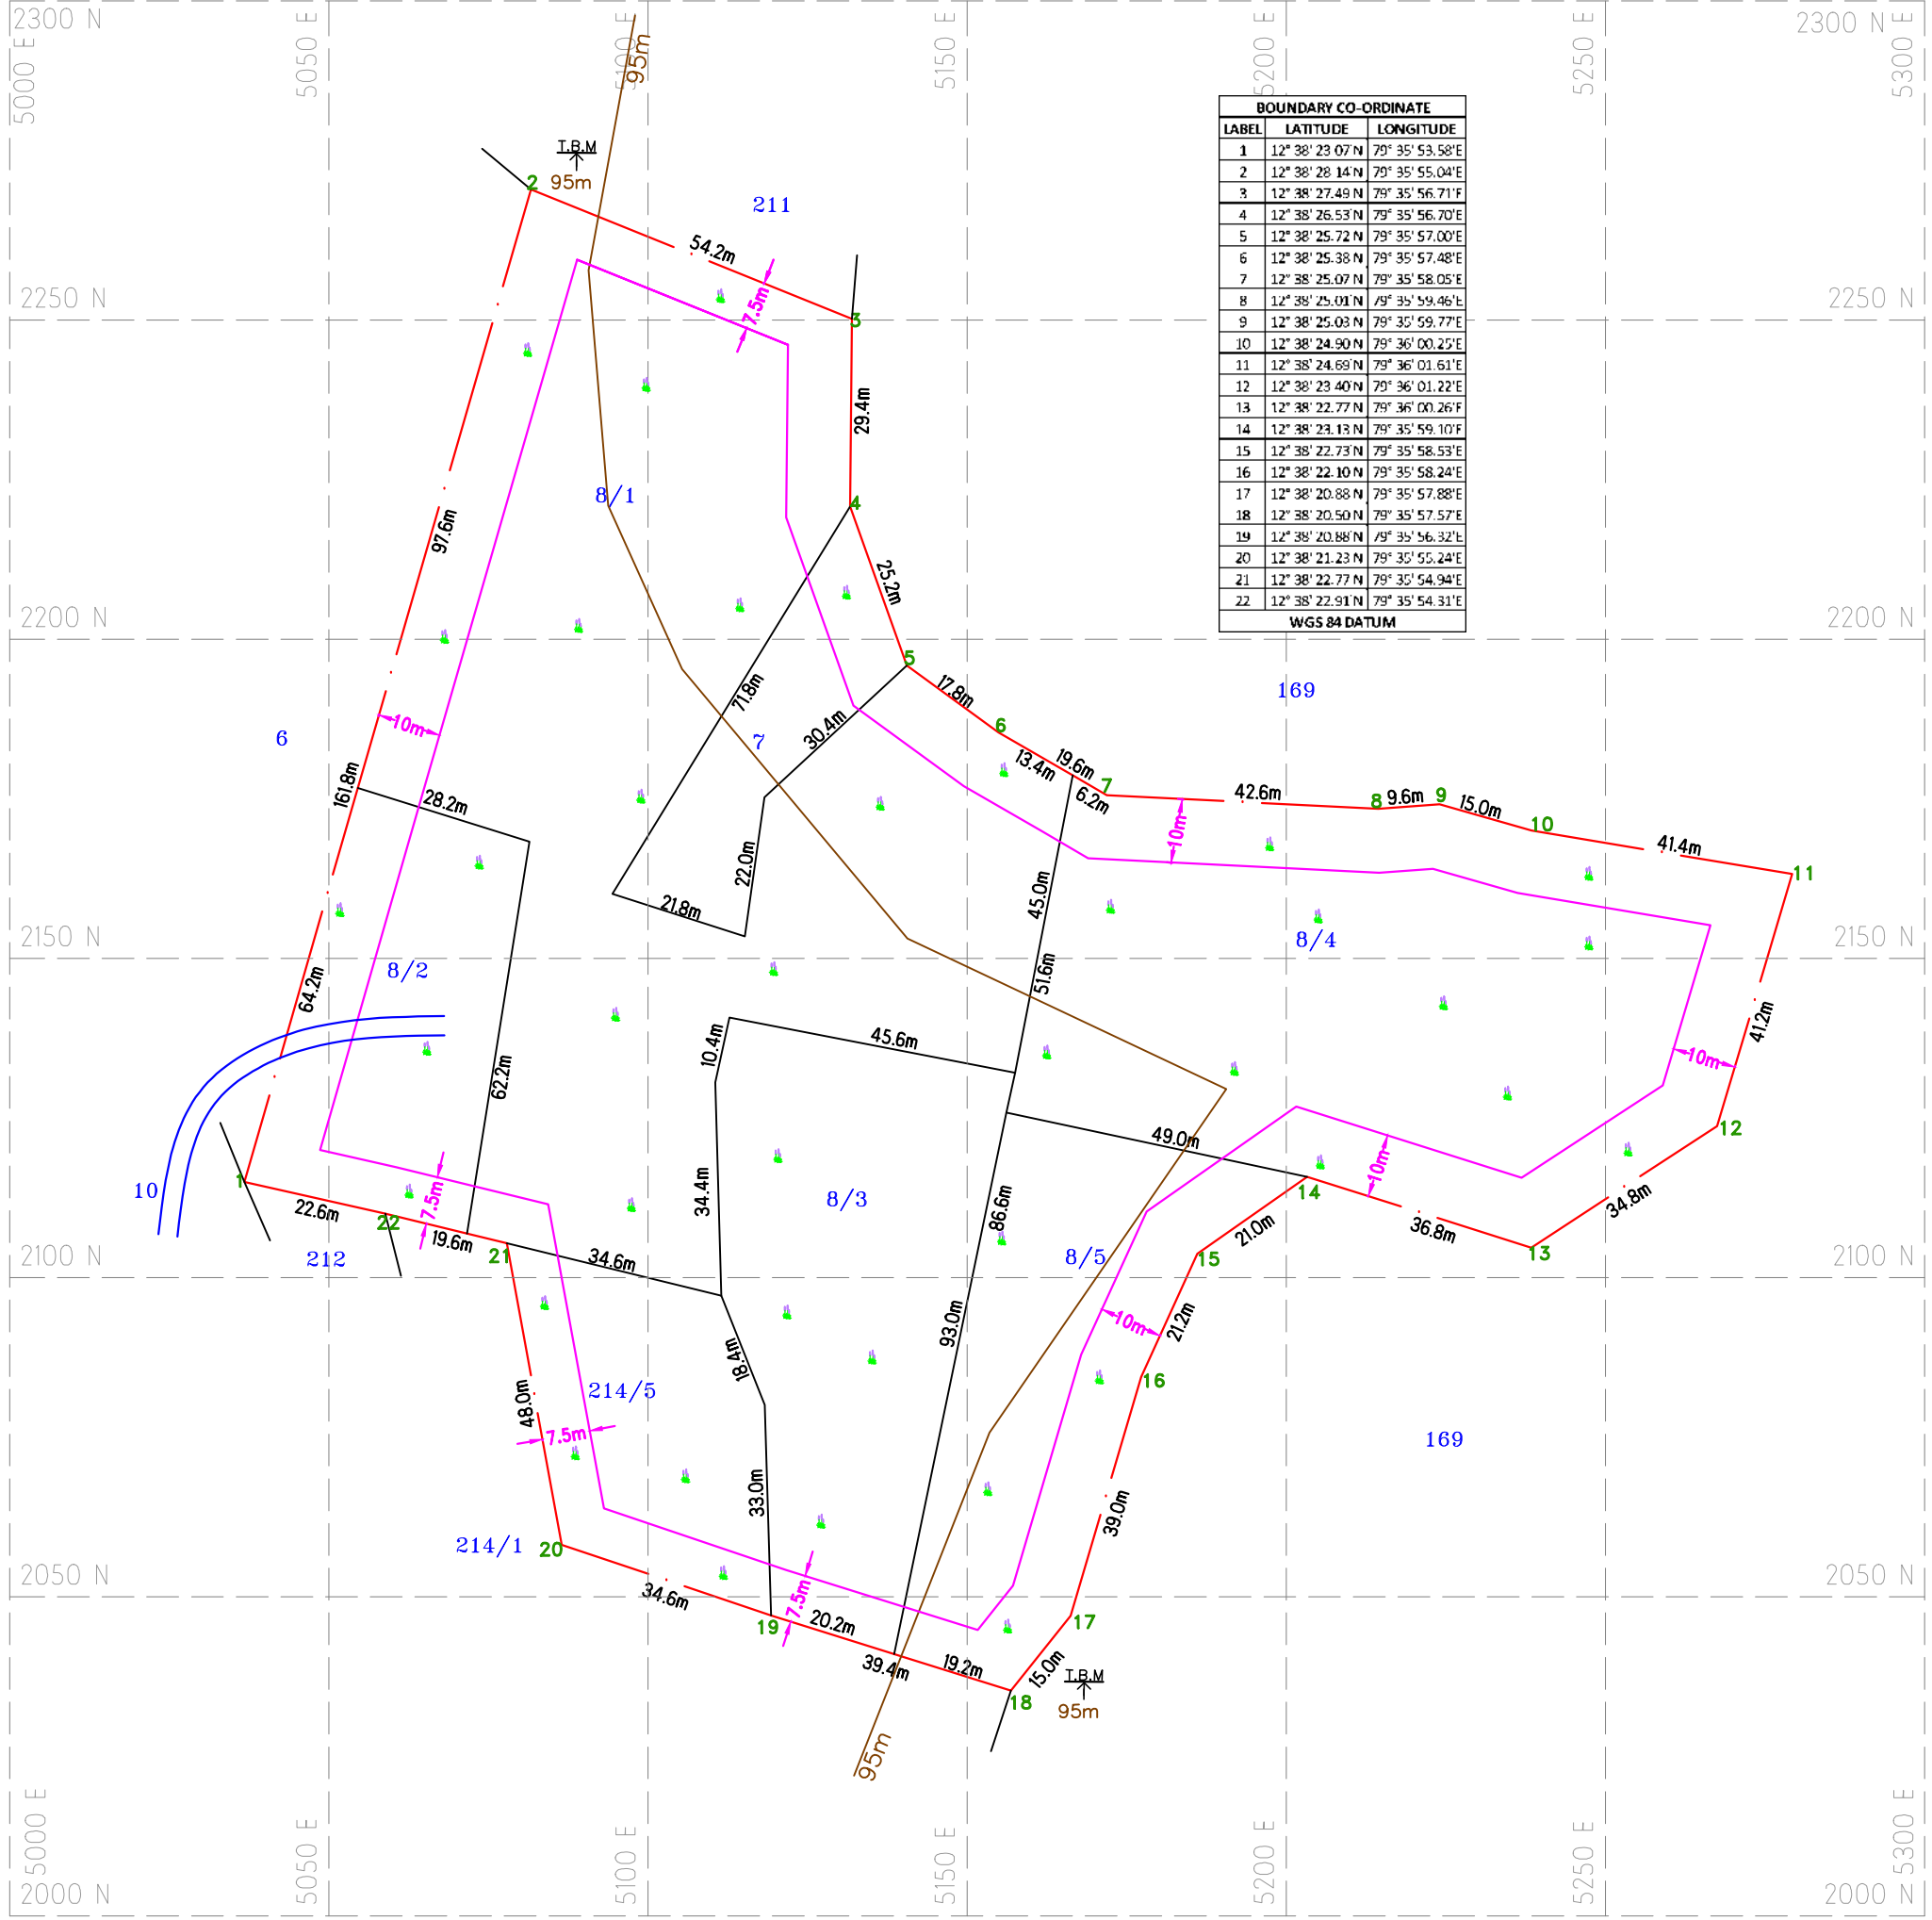 2300 N
2300 N
5000 E
5050 E
5100 E
5150 E
5200 E
5250 E
5300 E
95m
BOUNDARY CO-ORDINATE
LABEL LATITUDE LONGITUDE
1 12° 38' 23.07'N 79° 35' 53.58'E
2 12° 38' 28.14'N 79° 35' 55.04'E
3 12° 38' 27.49'N 79° 35' 56.71'E
4 12° 38' 26.53'N 79° 35' 56.70'E
5 12° 38' 25.72'N 79° 35' 57.00'E
6 12° 38' 25.38'N 79° 35' 57.48'E
7 12° 38' 25.07'N 79° 35' 58.05'E
8 12° 38' 25.01'N 79° 35' 59.46'E
9 12° 38' 25.03'N 79° 35' 59.77'E
10 12° 38' 24.90'N 79° 36' 00.25'E
11 12° 38' 24.69'N 79° 36' 01.61'E
12 12° 38' 23.40'N 79° 36' 01.22'E
13 12° 38' 22.77'N 79° 36' 00.26'E
14 12° 38' 23.13'N 79° 35' 59.10'E
15 12° 38' 22.73'N 79° 35' 58.53'E
16 12° 38' 22.10'N 79° 35' 58.24'E
17 12° 38' 20.88'N 79° 35' 57.88'E
18 12° 38' 20.50'N 79° 35' 57.57'E
19 12° 38' 20.88'N 79° 35' 56.32'E
20 12° 38' 21.23'N 79° 35' 55.24'E
21 12° 38' 22.77'N 79° 35' 54.94'E
22 12° 38' 22.91'N 79° 35' 54.31'E
WGS 84 DATUM
T.B.M
95m
2
211
54.2m
7.5m
2250 N
2250 N
3
29.4m
8/1
4
97.6m
25.2m
2200 N
2200 N
5
17.8m
71.8m
169
10m
6
6
30.4m
7
13.4m
19.6m
6.2m
7
161.8m
28.2m
42.6m
8
9.6m
9
15.0m
10
10m
41.4m
11
22.0m
45.0m
21.8m
2150 N
2150 N
8/4
8/2
64.2m
51.6m
41.2m
10.4m
45.6m
62.2m
10m
49.0m
12
10m
34.4m
1
10
7.5m
8/3
14
22.6m
22
86.6m
34.8m
21.0m
36.8m
19.6m
212
21
34.6m
8/5
15
13
2100 N
2100 N
93.0m
10m
21.2m
18.4m
16
214/5
48.0m
7.5m
169
33.0m
39.0m
214/1
20
2050 N
2050 N
34.6m
7.5m
19
20.2m
17
39.4m
19.2m
15.0m
T.B.M
18
95m
95m
5000 E
5050 E
5100 E
5150 E
5200 E
5250 E
5300 E
2000 N
2000 N